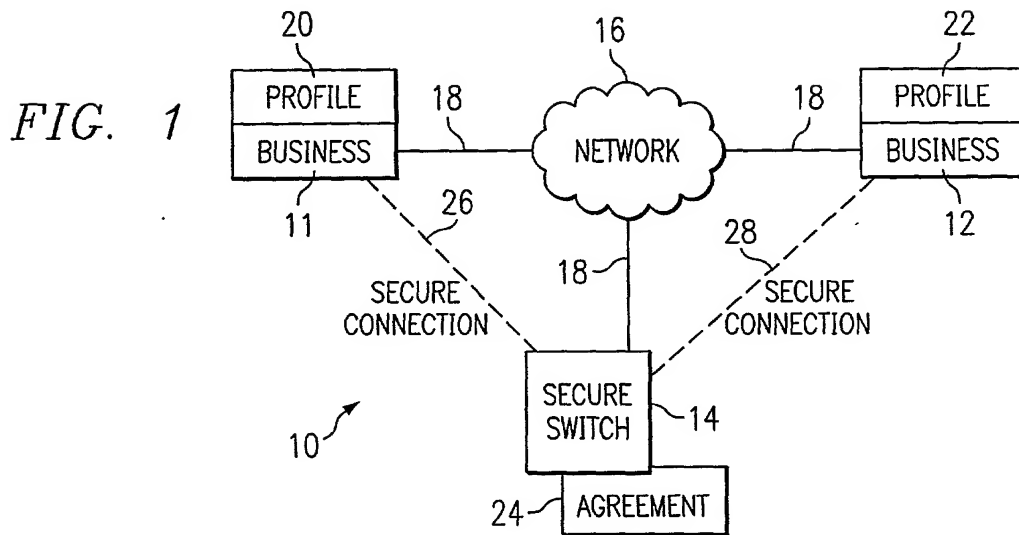 FIG. 1
20
PROFILE
BUSINESS
11
18
16
NETWORK
18
22
PROFILE
BUSINESS
12
26
SECURE
CONNECTION
18
28
SECURE
CONNECTION
10
SECURE
SWITCH
14
24
AGREEMENT